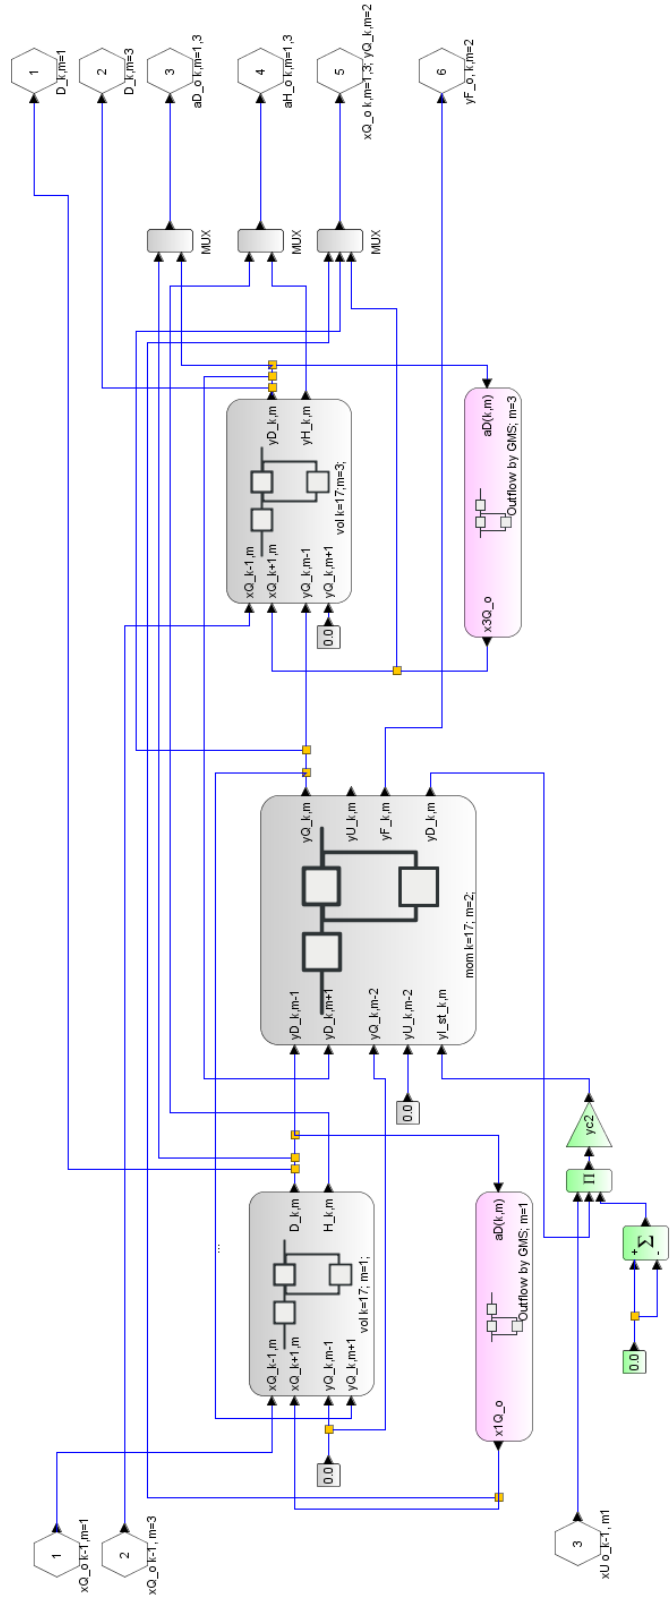 1
D_k,m=1
2
D_k,m=3
3
aD_o k,m=1,3
4
aH_o k,m=1,3
5
xQ_o k,m=1,3; yQ_k,m=2
6
yF_o, k,m=2
MUX
MUX
MUX
yD_k,m
yH_k,m
vol k=17;m=3;
xQ_k-1,m
xQ_k+1,m
yQ_k,m-1
yQ_k,m+1
0.0
aD(k,m)
Outflow by GMS; m=3
x3Q_o
yQ_k,m
yU_k,m
yF_k,m
yD_k,m
mom k=17; m=2;
yD_k,m-1
yD_k,m+1
yQ_k,m-2
yU_k,m-2
yI_st_k,m
0.0
yc2
Π
Σ
+
-
0.0
D_k,m
H_k,m
vol k=17; m=1;
xQ_k-1,m
xQ_k+1,m
yQ_k,m-1
yQ_k,m+1
0.0
...
aD(k,m)
Outflow by GMS; m=1
x1Q_o
1
xQ_o k-1,m=1
2
xQ_o k-1, m=3
3
xU o_k-1, m1